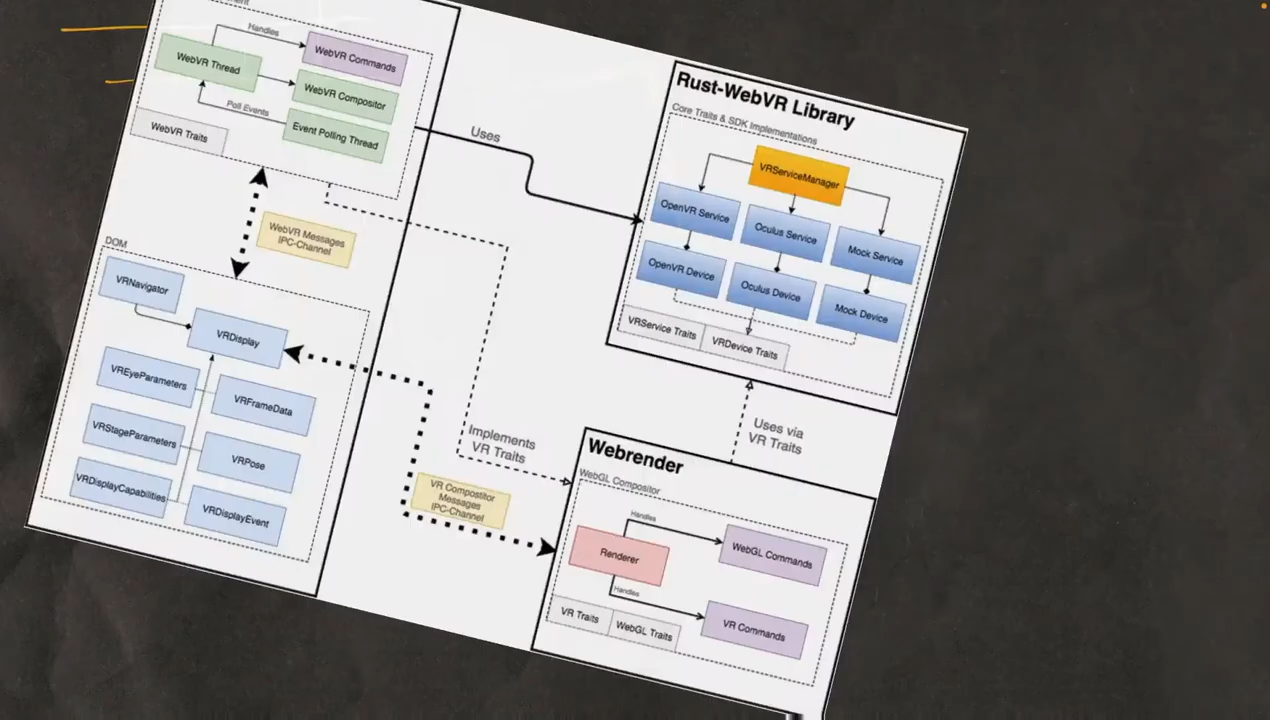 Handles
WebVR Commands
WebVR Thread
WebVR Compositor
Poll Events
Event Polling Thread
WebVR Traits
Uses
WebVR Messages
IPC-Channel
DOM
VRNavigator
VRDisplay
VREyeParameters
VRFrameData
VRStageParameters
VRPose
VRDisplayCapabilities
VRDisplayEvent
Implements
VR Traits
VR Compostitor
Messages
IPC-Channel
Rust-WebVR Library
Core Traits & SDK Implementations
VRServiceManager
OpenVR Service
Oculus Service
Mock Service
OpenVR Device
Oculus Device
Mock Device
VRService Traits
VRDevice Traits
Uses via
VR Traits
Webrender
WebGL Compositor
Handles
WebGL Commands
Renderer
Handles
VR Commands
VR Traits
WebGL Traits